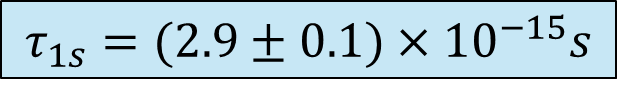 τ₁ₛ = (2.9 ± 0.1) × 10⁻¹⁵s